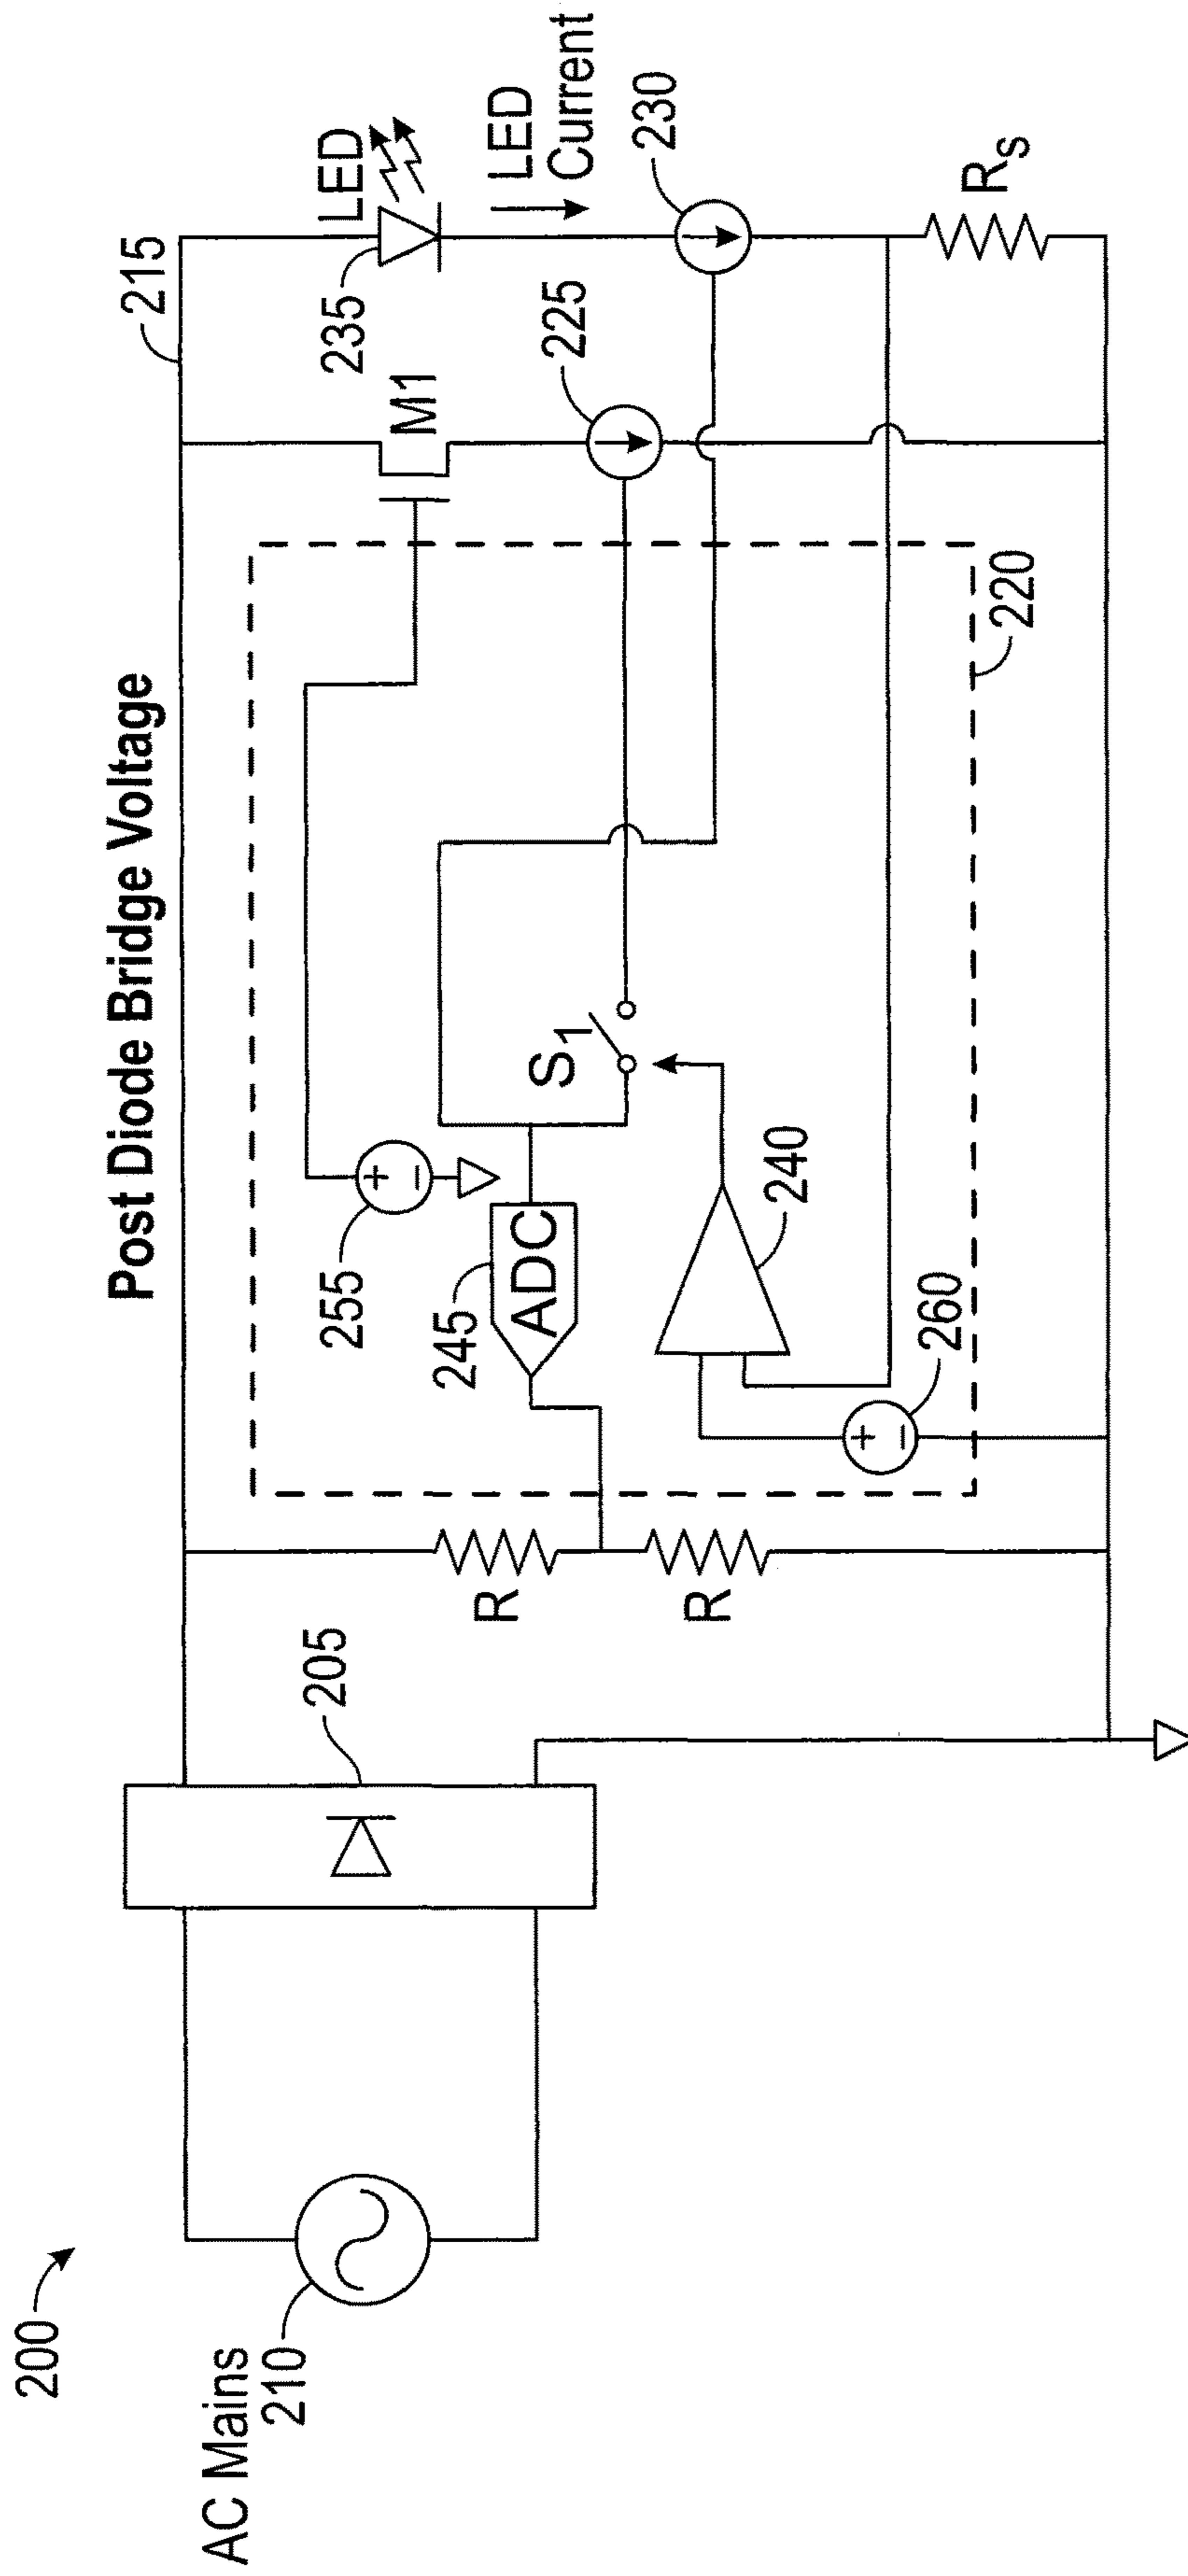 200
AC Mains
210
205
Post Diode Bridge Voltage
215
R
R
255
+
−
245
ADC
S1
240
260
+
−
220
M1
225
LED
235
LED
Current
230
RS